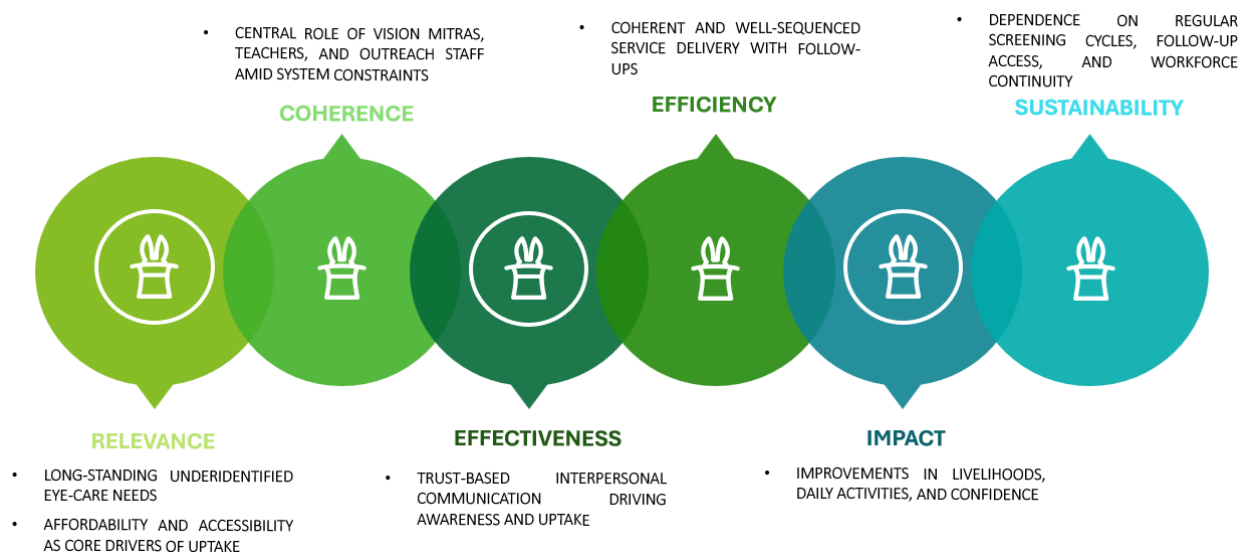 • CENTRAL ROLE OF VISION MITRAS,
TEACHERS, AND OUTREACH STAFF
AMID SYSTEM CONSTRAINTS
COHERENCE
• COHERENT AND WELL-SEQUENCED
SERVICE DELIVERY WITH FOLLOW-
UPS
EFFICIENCY
• DEPENDENCE ON REGULAR
SCREENING CYCLES, FOLLOW-UP
ACCESS, AND WORKFORCE
CONTINUITY
SUSTAINABILITY
RELEVANCE
• LONG-STANDING UNDERIDENTIFIED
EYE-CARE NEEDS
• AFFORDABILITY AND ACCESSIBILITY
AS CORE DRIVERS OF UPTAKE
EFFECTIVENESS
• TRUST-BASED INTERPERSONAL
COMMUNICATION DRIVING
AWARENESS AND UPTAKE
IMPACT
• IMPROVEMENTS IN LIVELIHOODS,
DAILY ACTIVITIES, AND CONFIDENCE